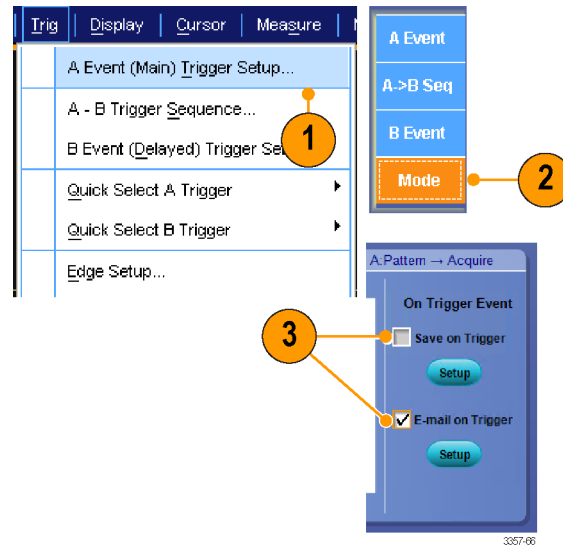 Trig Display Cursor Measure
A Event (Main) Trigger Setup...
A - B Trigger Sequence...
B Event (Delayed) Trigger Se
Quick Select A Trigger
Quick Select B Trigger
Edge Setup...
1
A Event
A->B Seq
B Event
Mode
2
A:Pattern → Acquire
On Trigger Event
3
Save on Trigger
Setup
E-mail on Trigger
Setup
3357-66